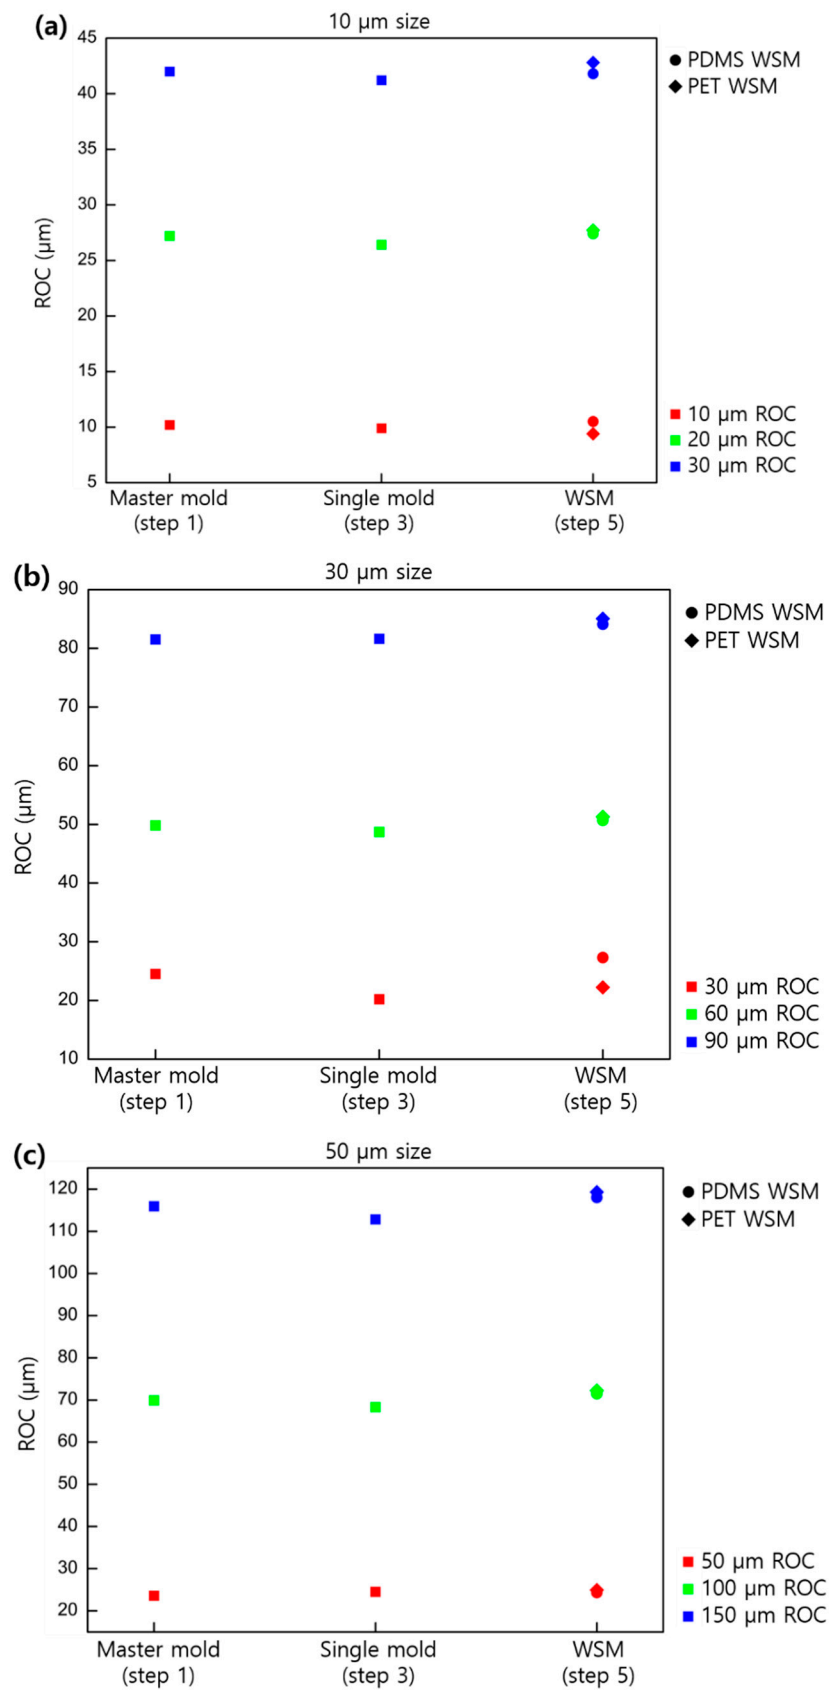 (a)
10 μm size
45
40
35
30
25
20
15
10
5
ROC (μm)
PDMS WSM
PET WSM
10 μm ROC
20 μm ROC
30 μm ROC
Master mold
(step 1)
Single mold
(step 3)
WSM
(step 5)
(b)
30 μm size
90
80
70
60
50
40
30
20
10
ROC (μm)
PDMS WSM
PET WSM
30 μm ROC
60 μm ROC
90 μm ROC
Master mold
(step 1)
Single mold
(step 3)
WSM
(step 5)
(c)
50 μm size
120
110
100
90
80
70
60
50
40
30
20
ROC (μm)
PDMS WSM
PET WSM
50 μm ROC
100 μm ROC
150 μm ROC
Master mold
(step 1)
Single mold
(step 3)
WSM
(step 5)